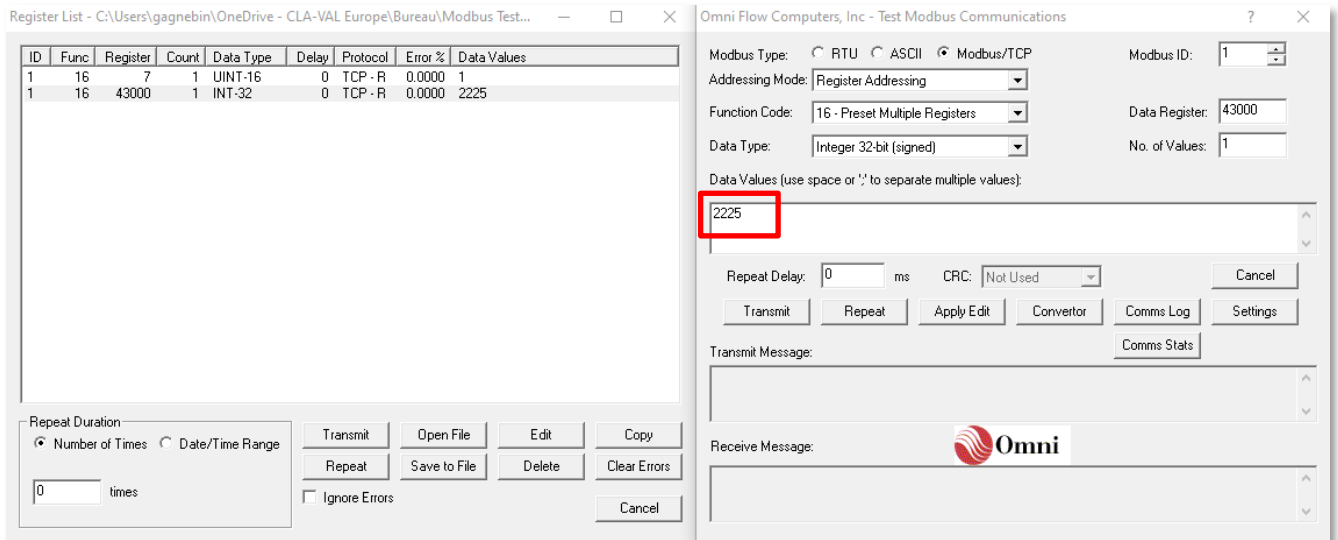 Register List - C:\Users\gagnebin\OneDrive - CLA-VAL Europe\Bureau\Modbus Test...
ID Func Register Count Data Type Delay Protocol Error % Data Values
1 16 7 1 UINT-16 0 TCP - R 0.0000 1
1 16 43000 1 INT-32 0 TCP - R 0.0000 2225
Repeat Duration
Number of Times Date/Time Range
0 times
Transmit Open File Edit Copy
Repeat Save to File Delete Clear Errors
Ignore Errors
Cancel
Omni Flow Computers, Inc - Test Modbus Communications ?
Modbus Type: RTU ASCII Modbus/TCP Modbus ID: 1
Addressing Mode: Register Addressing
Function Code: 16 - Preset Multiple Registers Data Register: 43000
Data Type: Integer 32-bit (signed) No. of Values: 1
Data Values (use space or ';' to separate multiple values):
2225
Repeat Delay: 0 ms CRC: Not Used Cancel
Transmit Repeat Apply Edit Convertor Comms Log Settings
Comms Stats
Transmit Message:
Receive Message:
Omni